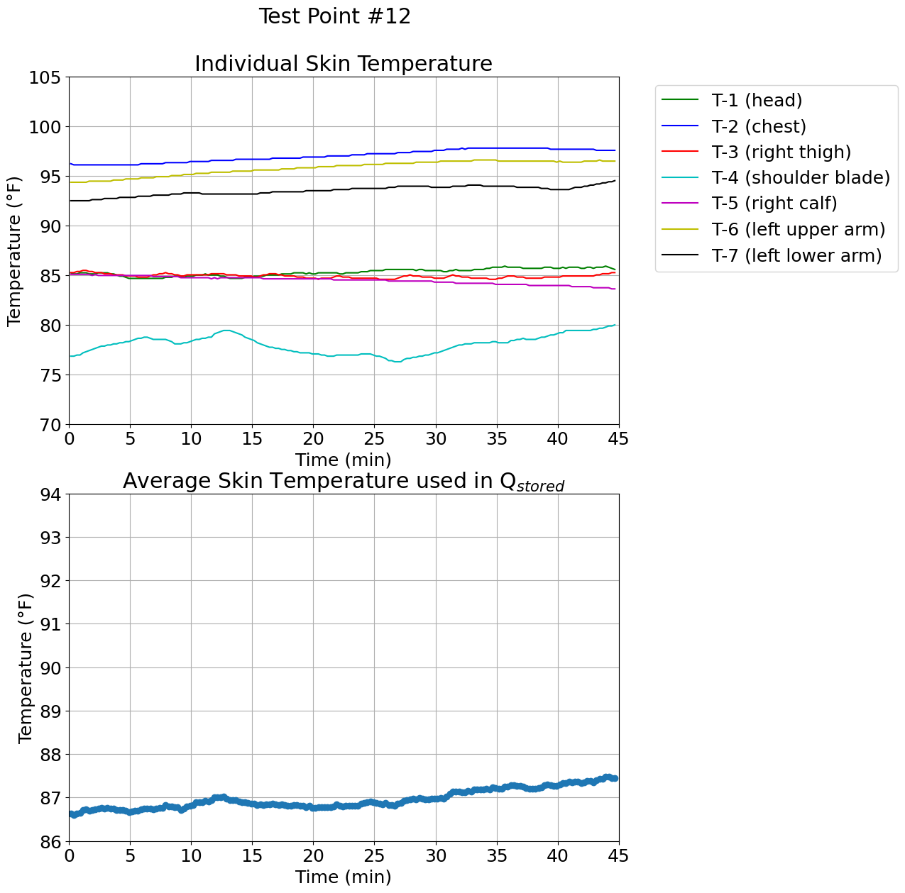 Test Point #12
Individual Skin Temperature
105
100
95
90
85
80
75
70
Temperature (°F)
0 5 10 15 20 25 30 35 40 45
Time (min)
T-1 (head)
T-2 (chest)
T-3 (right thigh)
T-4 (shoulder blade)
T-5 (right calf)
T-6 (left upper arm)
T-7 (left lower arm)
Average Skin Temperature used in Qstored
94
93
92
91
90
89
88
87
86
Temperature (°F)
0 5 10 15 20 25 30 35 40 45
Time (min)